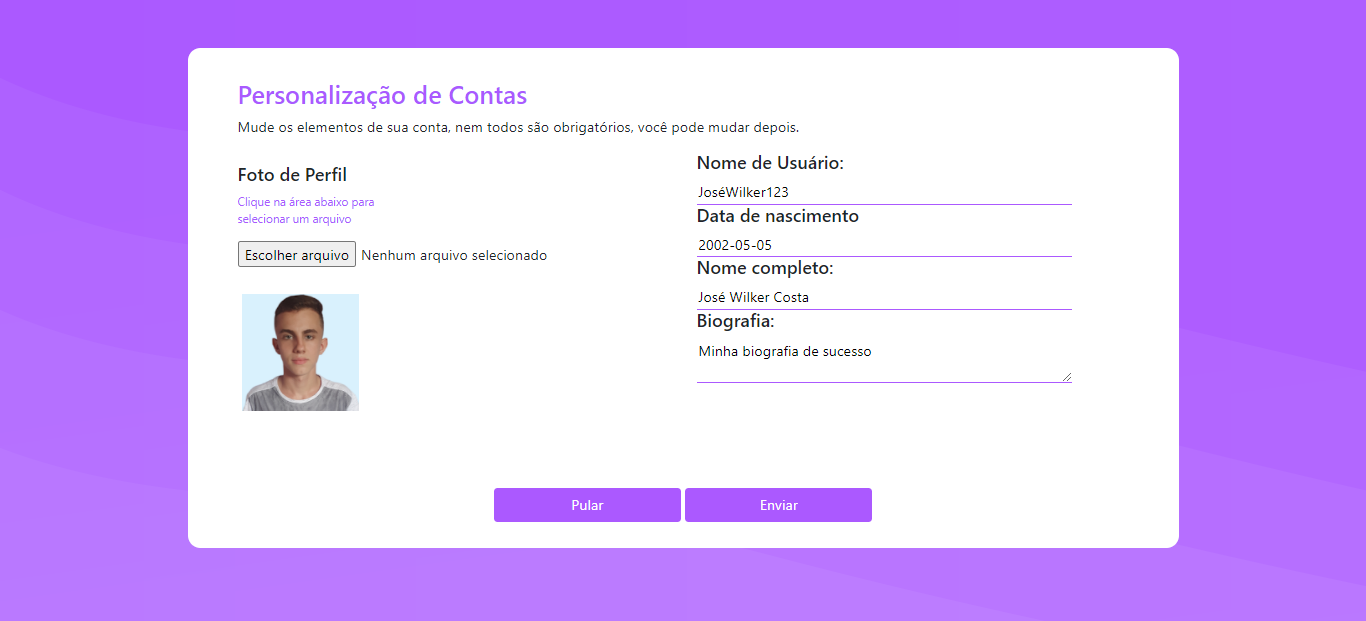 Personalização de Contas
Mude os elementos de sua conta, nem todos são obrigatórios, você pode mudar depois.
Foto de Perfil
Clique na área abaixo para
selecionar um arquivo
Escolher arquivo Nenhum arquivo selecionado
Nome de Usuário:
JoséWilker123
Data de nascimento
2002-05-05
Nome completo:
José Wilker Costa
Biografia:
Minha biografia de sucesso
Pular
Enviar